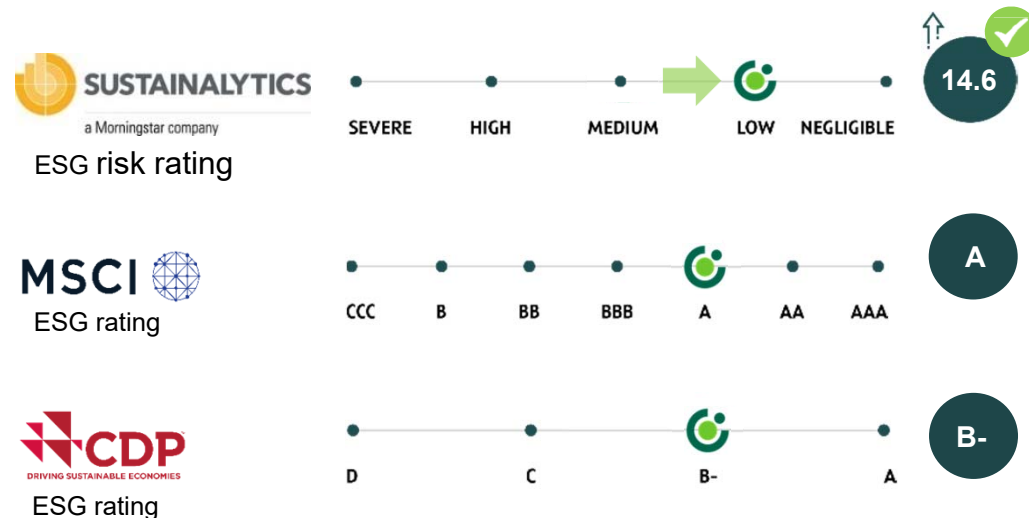 SUSTAINALYTICS
a Morningstar company
ESG risk rating
SEVERE HIGH MEDIUM LOW NEGLIGIBLE
14.6
MSCI
ESG rating
CCC B BB BBB A AA AAA
A
CDP
DRIVING SUSTAINABLE ECONOMIES
ESG rating
D C B- A
B-